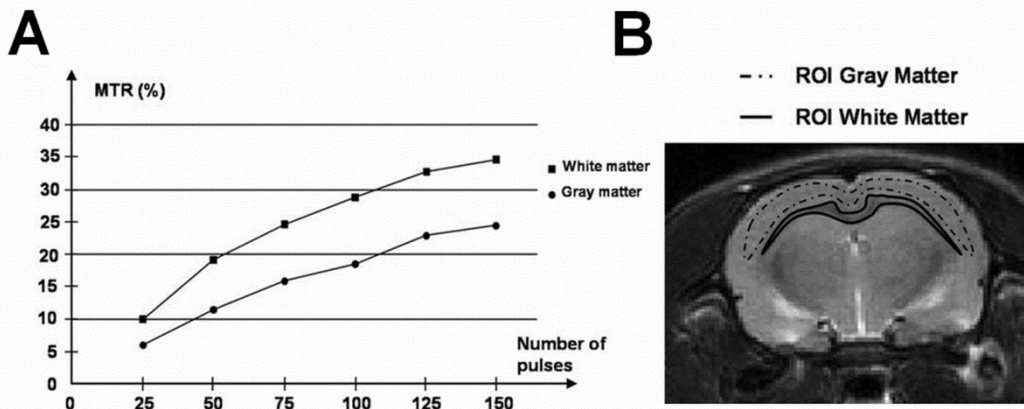 A
MTR (%)
40
35
30
25
20
15
10
5
0
0 25 50 75 100 125 150
Number of
pulses
White matter
Gray matter
B
ROI Gray Matter
ROI White Matter